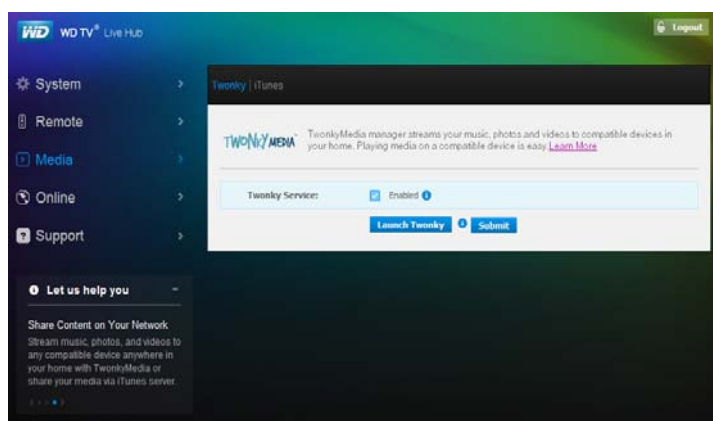 WD WD TV® Live Hub
Logout
System
Remote
Media
Online
Support
Twonky | iTunes
TWONKYMEDIA
TwonkyMedia manager streams your music, photos and videos to compatible devices in
your home. Playing media on a compatible device is easy Learn More
Twonky Service:
Enabled
Launch Twonky
Submit
Let us help you
Share Content on Your Network
Stream music, photos, and videos to
any compatible device anywhere in
your home with TwonkyMedia or
share your media via iTunes server.